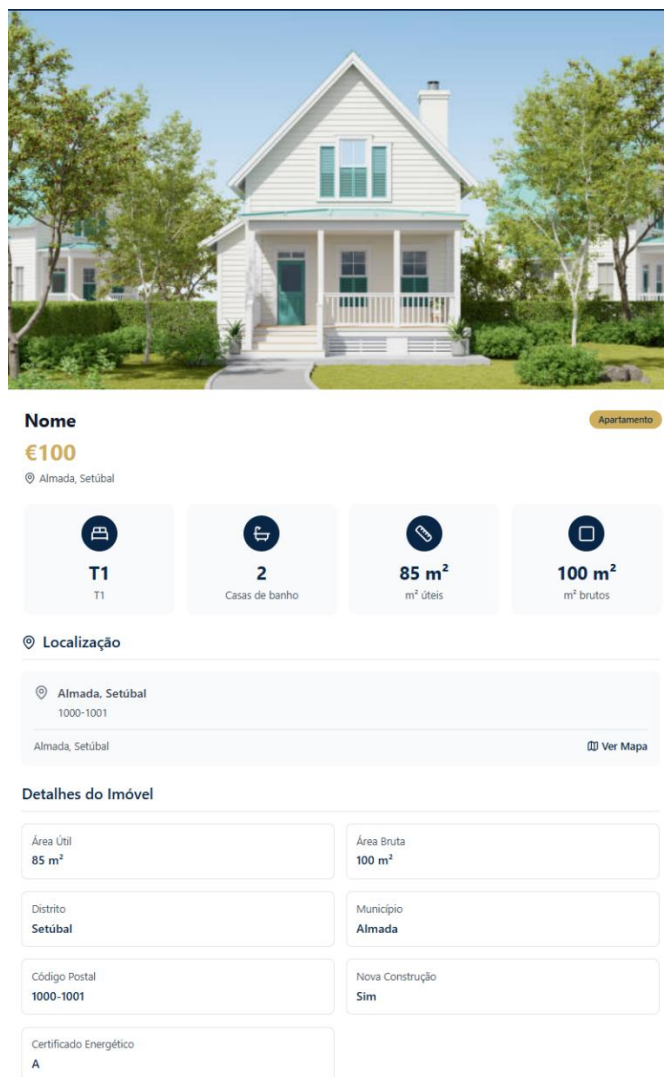 Nome
Apartamento
€100
Almada, Setúbal
T1
T1
2
Casas de banho
85 m²
m² úteis
100 m²
m² brutos
Localização
Almada, Setúbal
1000-1001
Almada, Setúbal
Ver Mapa
Detalhes do Imóvel
Área Útil
85 m²
Área Bruta
100 m²
Distrito
Setúbal
Município
Almada
Código Postal
1000-1001
Nova Construção
Sim
Certificado Energético
A